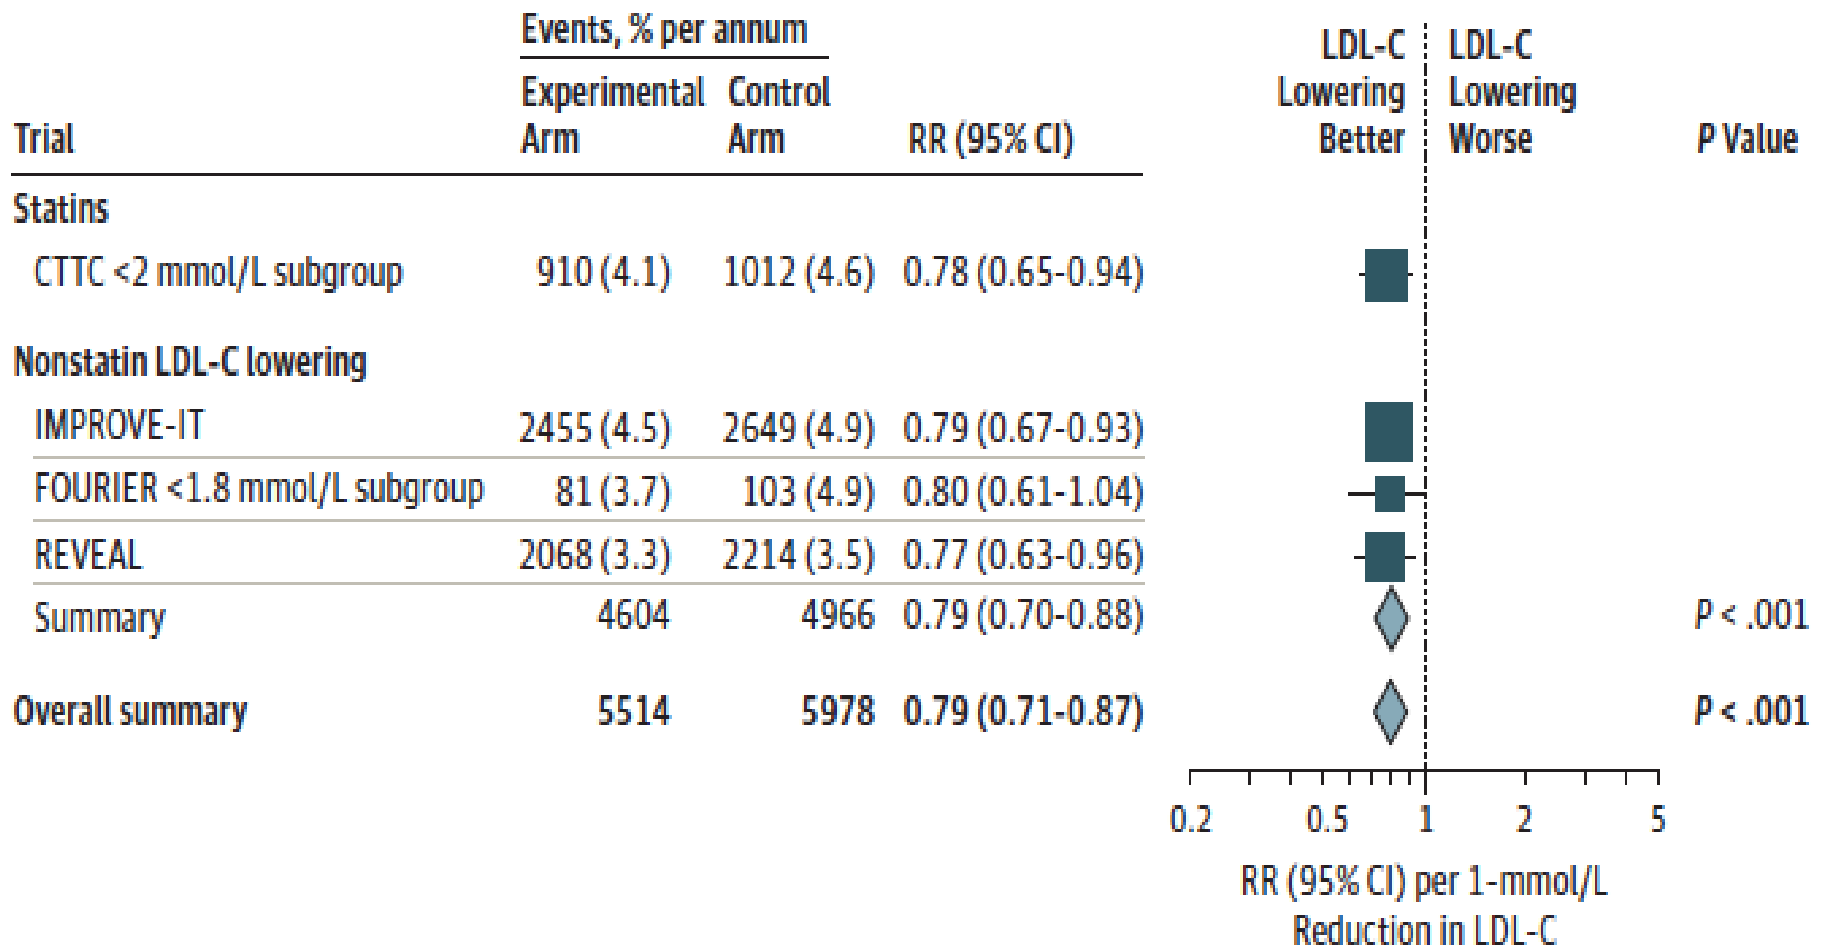 Events, % per annum
LDL-C LDL-C
Experimental Control Lowering Lowering
Trial Arm Arm RR (95% CI) Better Worse P Value
Statins
CTTC <2 mmol/L subgroup 910 (4.1) 1012 (4.6) 0.78 (0.65-0.94)
Nonstatin LDL-C lowering
IMPROVE-IT 2455 (4.5) 2649 (4.9) 0.79 (0.67-0.93)
FOURIER <1.8 mmol/L subgroup 81 (3.7) 103 (4.9) 0.80 (0.61-1.04)
REVEAL 2068 (3.3) 2214 (3.5) 0.77 (0.63-0.96)
Summary 4604 4966 0.79 (0.70-0.88) P < .001
Overall summary 5514 5978 0.79 (0.71-0.87) P < .001
0.2 0.5 1 2 5
RR (95% CI) per 1-mmol/L
Reduction in LDL-C